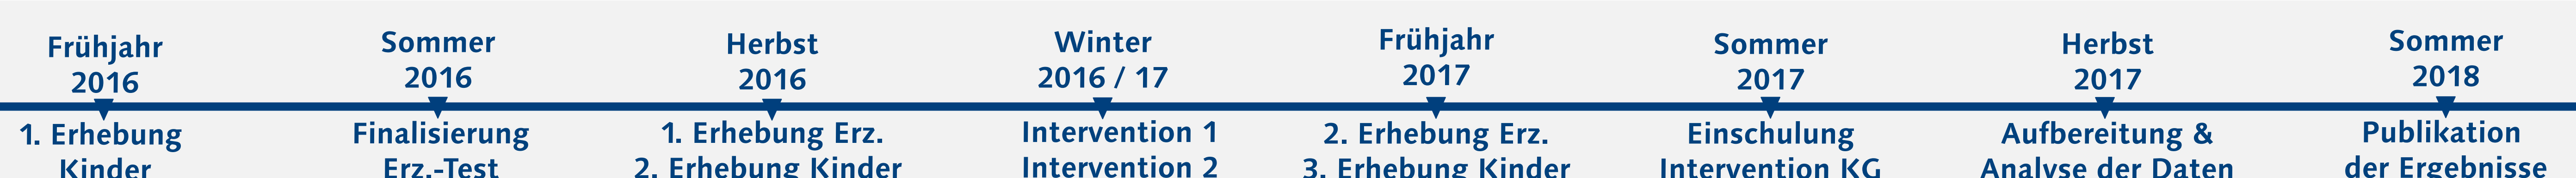 Frühjahr
2016
Sommer
2016
Herbst
2016
Winter
2016 / 17
Frühjahr
2017
Sommer
2017
Herbst
2017
Sommer
2018
1. Erhebung
Kinder
Finalisierung
Erz.-Test
1. Erhebung Erz.
2. Erhebung Kinder
Intervention 1
Intervention 2
2. Erhebung Erz.
3. Erhebung Kinder
Einschulung
Intervention KG
Aufbereitung &
Analyse der Daten
Publikation
der Ergebnisse